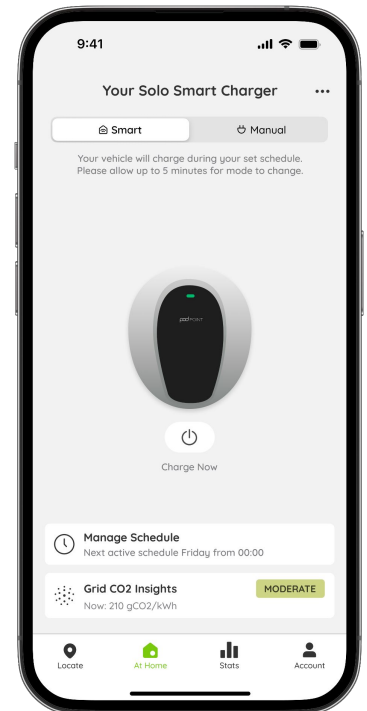 9:41
Your Solo Smart Charger
Smart
Manual
Your vehicle will charge during your set schedule.
Please allow up to 5 minutes for mode to change.
pod POINT
Charge Now
Manage Schedule
Next active schedule Friday from 00:00
Grid CO2 Insights
MODERATE
Now: 210 gCO2/kWh
Locate
At Home
Stats
Account